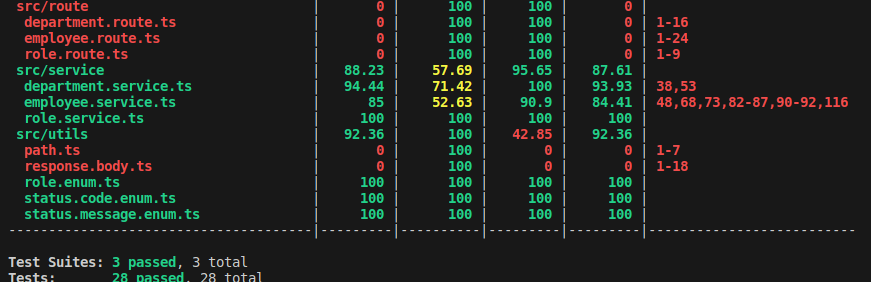 src/route | 0 | 100 | 100 | 0 |
department.route.ts | 0 | 100 | 100 | 0 | 1-16
employee.route.ts | 0 | 100 | 100 | 0 | 1-24
role.route.ts | 0 | 100 | 100 | 0 | 1-9
src/service | 88.23 | 57.69 | 95.65 | 87.61 |
department.service.ts | 94.44 | 71.42 | 100 | 93.93 | 38,53
employee.service.ts | 85 | 52.63 | 90.9 | 84.41 | 48,68,73,82-87,90-92,116
role.service.ts | 100 | 100 | 100 | 100 |
src/utils | 92.36 | 100 | 42.85 | 92.36 |
path.ts | 0 | 100 | 0 | 0 | 1-7
response.body.ts | 0 | 100 | 0 | 0 | 1-18
role.enum.ts | 100 | 100 | 100 | 100 |
status.code.enum.ts | 100 | 100 | 100 | 100 |
status.message.enum.ts | 100 | 100 | 100 | 100 |
--------------------------------------|---------|----------|---------|---------|--------------------------
Test Suites: 3 passed, 3 total
Tests: 28 passed, 28 total